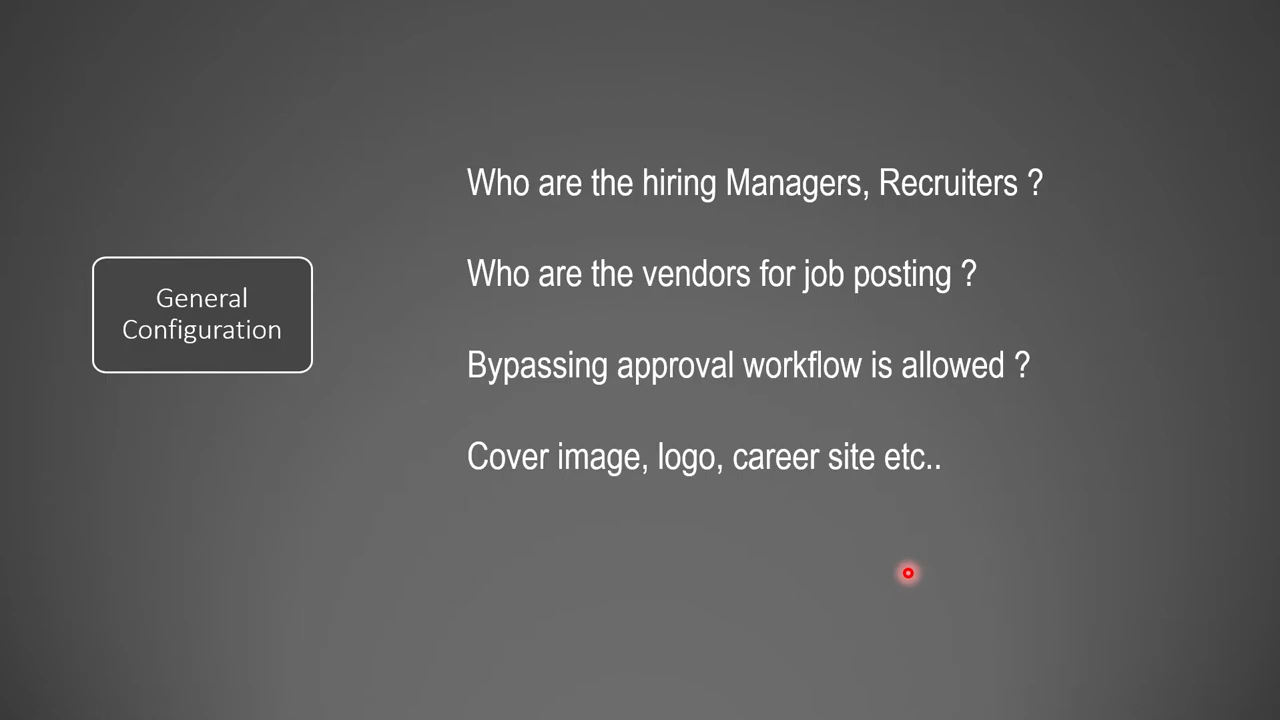 General
Configuration
Who are the hiring Managers, Recruiters ?
Who are the vendors for job posting ?
Bypassing approval workflow is allowed ?
Cover image, logo, career site etc..